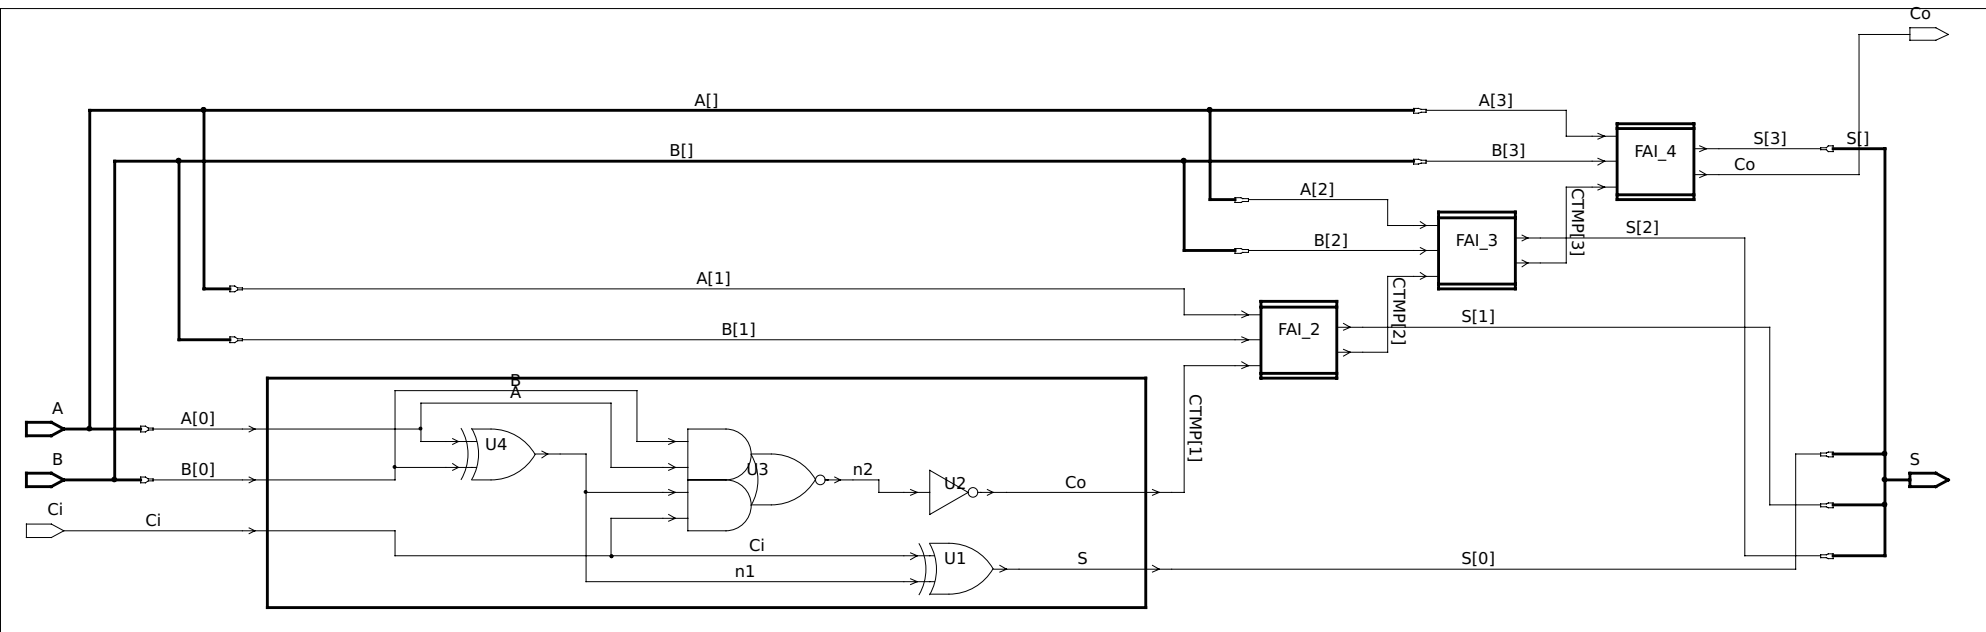 Co
A[]
A[3]
B[]
B[3]
FAI_4
S[3]
S[]
Co
A[2]
CTMP[3]
B[2]
FAI_3
S[2]
A[1]
CTMP[2]
B[1]
FAI_2
S[1]
B
A
A
A[0]
CTMP[1]
U4
B
B[0]
U3
n2
U2
Co
S
Ci
Ci
Ci
U1
n1
S
S[0]